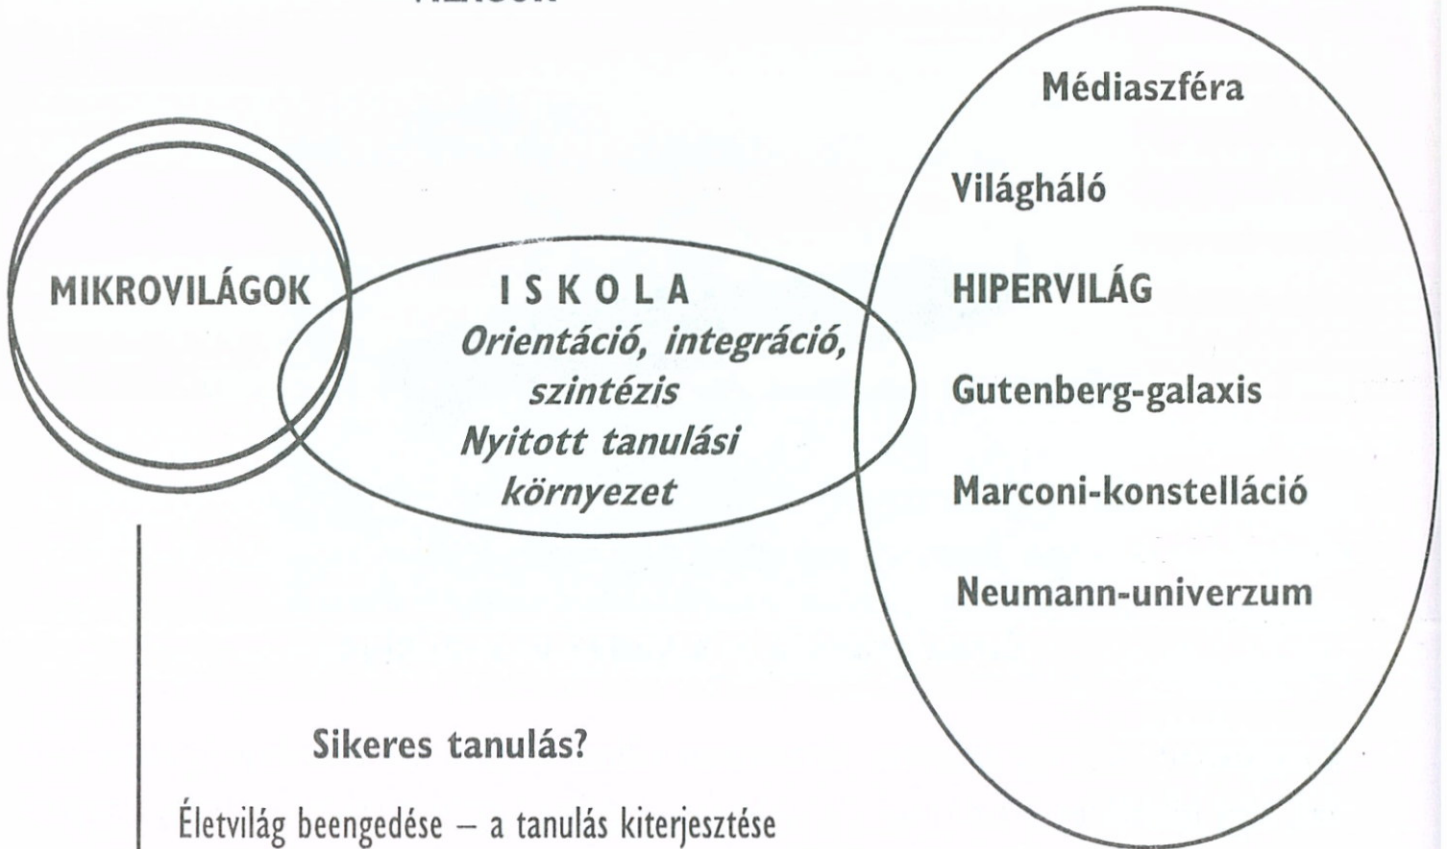 MIKROVILÁGOK
I S K O L A
Orientáció, integráció,
szintézis
Nyitott tanulási
környezet
Médiaszféra
Világháló
HIPERVILÁG
Gutenberg-galaxis
Marconi-konstelláció
Neumann-univerzum
Sikeres tanulás?
Életvilág beengedése – a tanulás kiterjesztése